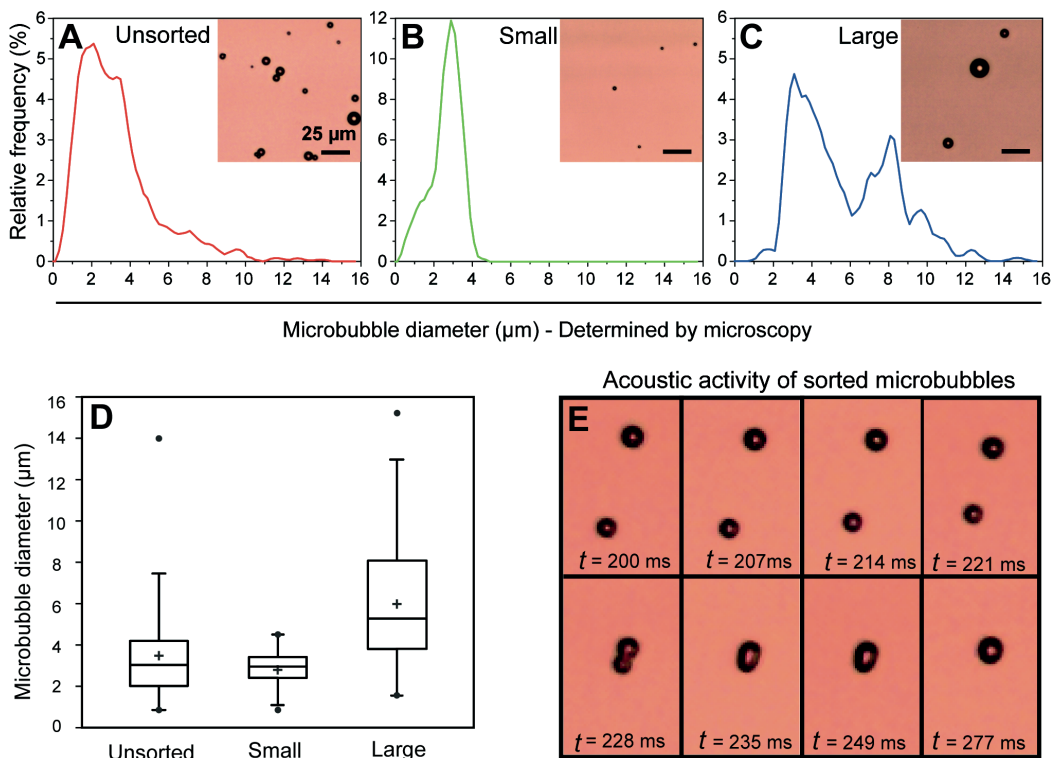 A Unsorted
25 µm
B Small
C Large
Relative frequency (%)
6
5
4
3
2
1
0
0 2 4 6 8 10 12 14 16
12
10
8
6
4
2
0
0 2 4 6 8 10 12 14 16
6
5
4
3
2
1
0
0 2 4 6 8 10 12 14 16
Microbubble diameter (µm) - Determined by microscopy
D
Microbubble diameter (µm)
16
14
12
10
8
6
4
2
0
Unsorted Small Large
Acoustic activity of sorted microbubbles
E
t = 200 ms t = 207ms t = 214 ms t = 221 ms
t = 228 ms t = 235 ms t = 249 ms t = 277 ms